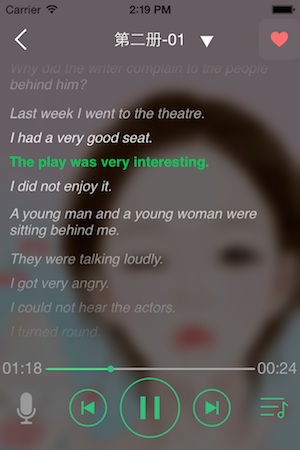 Carrier 2:19 PM
第二册-01 ▼
Why did the writer complain to the people
behind him?
Last week I went to the theatre.
I had a very good seat.
The play was very interesting.
I did not enjoy it.
A young man and a young woman were
sitting behind me.
They were talking loudly.
I got very angry.
I could not hear the actors.
I turned round.
01:18 00:24